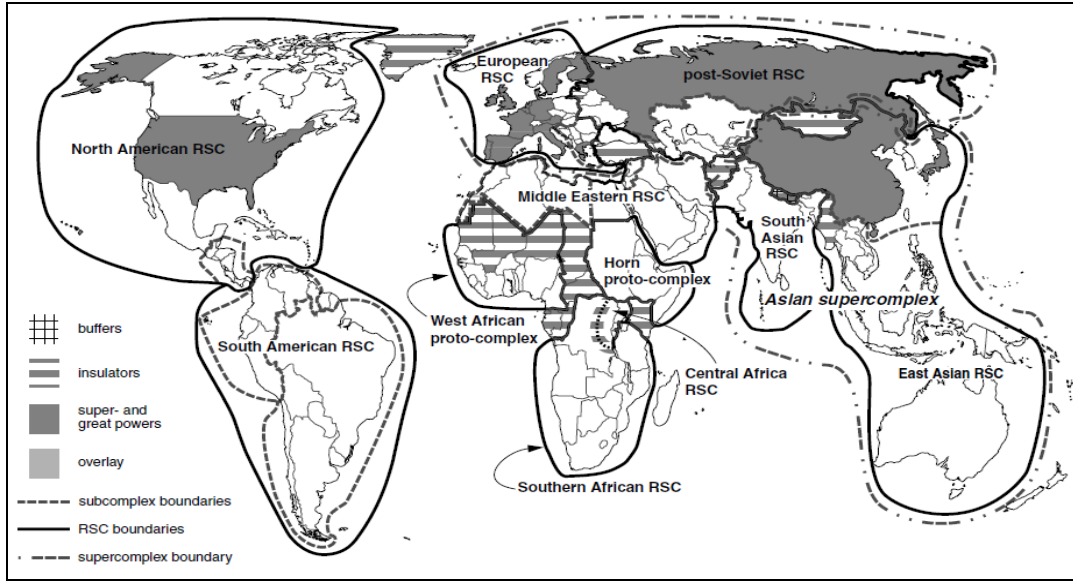 European
RSC
post-Soviet RSC
North American RSC
Middle Eastern RSC
South
Asian
RSC
Horn
proto-complex
Asian supercomplex
West African
proto-complex
South American RSC
Central Africa
RSC
East Asian RSC
Southern African RSC
buffers
insulators
super- and
great powers
overlay
subcomplex boundaries
RSC boundaries
supercomplex boundary